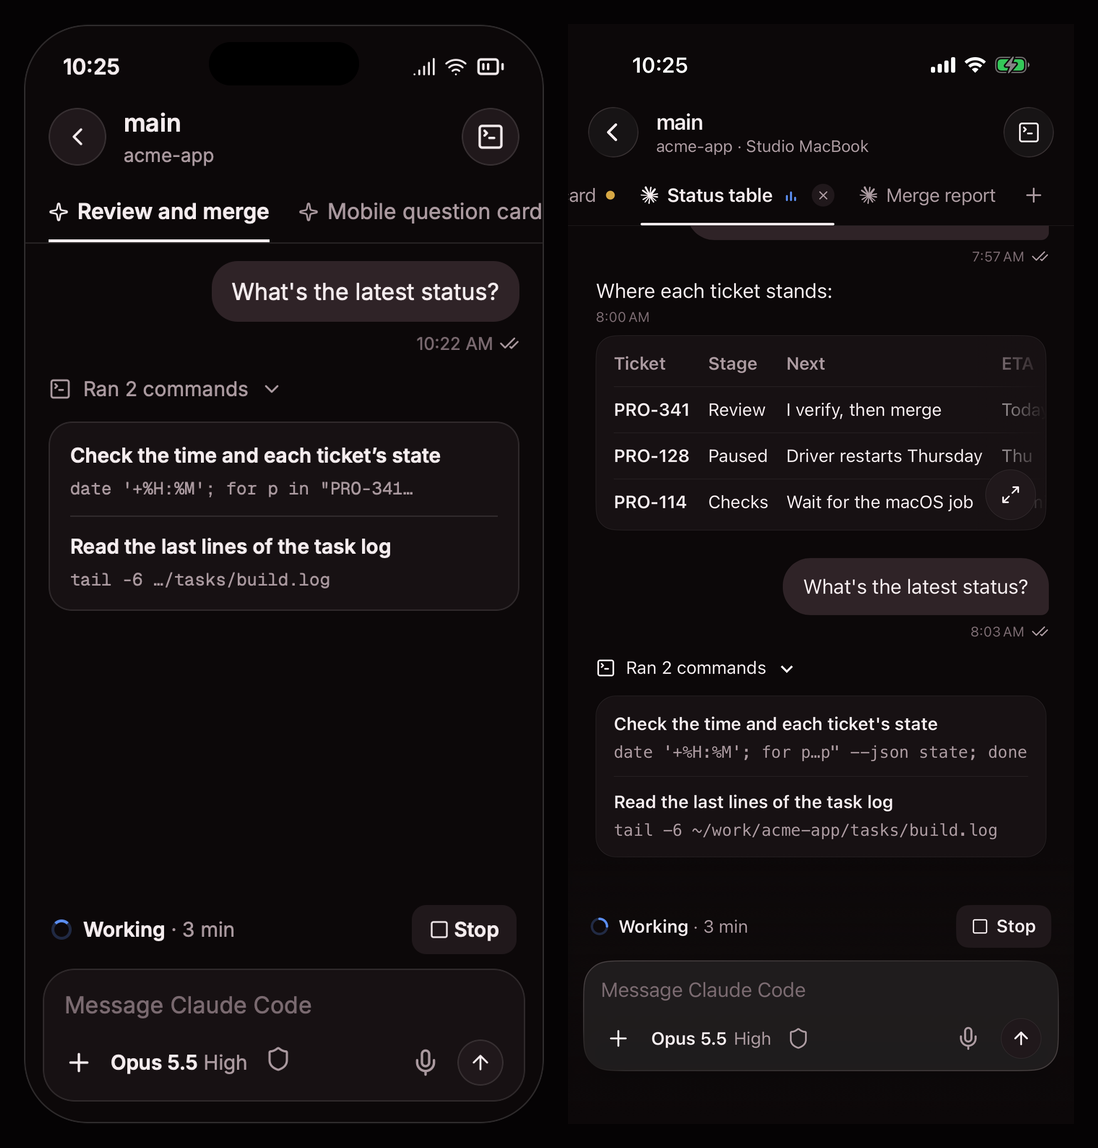 10:25
main
acme-app
Review and merge
Mobile question card
What's the latest status?
10:22 AM
Ran 2 commands
Check the time and each ticket’s state
date '+%H:%M'; for p in "PRO-341…
Read the last lines of the task log
tail -6 …/tasks/build.log
Working · 3 min
Stop
Message Claude Code
Opus 5.5 High
10:25
main
acme-app · Studio MacBook
ard
Status table
Merge report
7:57 AM
Where each ticket stands:
8:00 AM
Ticket Stage Next ETA
PRO-341 Review I verify, then merge Today
PRO-128 Paused Driver restarts Thursday Thu
PRO-114 Checks Wait for the macOS job
What's the latest status?
8:03 AM
Ran 2 commands
Check the time and each ticket's state
date '+%H:%M'; for p…p" --json state; done
Read the last lines of the task log
tail -6 ~/work/acme-app/tasks/build.log
Working · 3 min
Stop
Message Claude Code
Opus 5.5 High